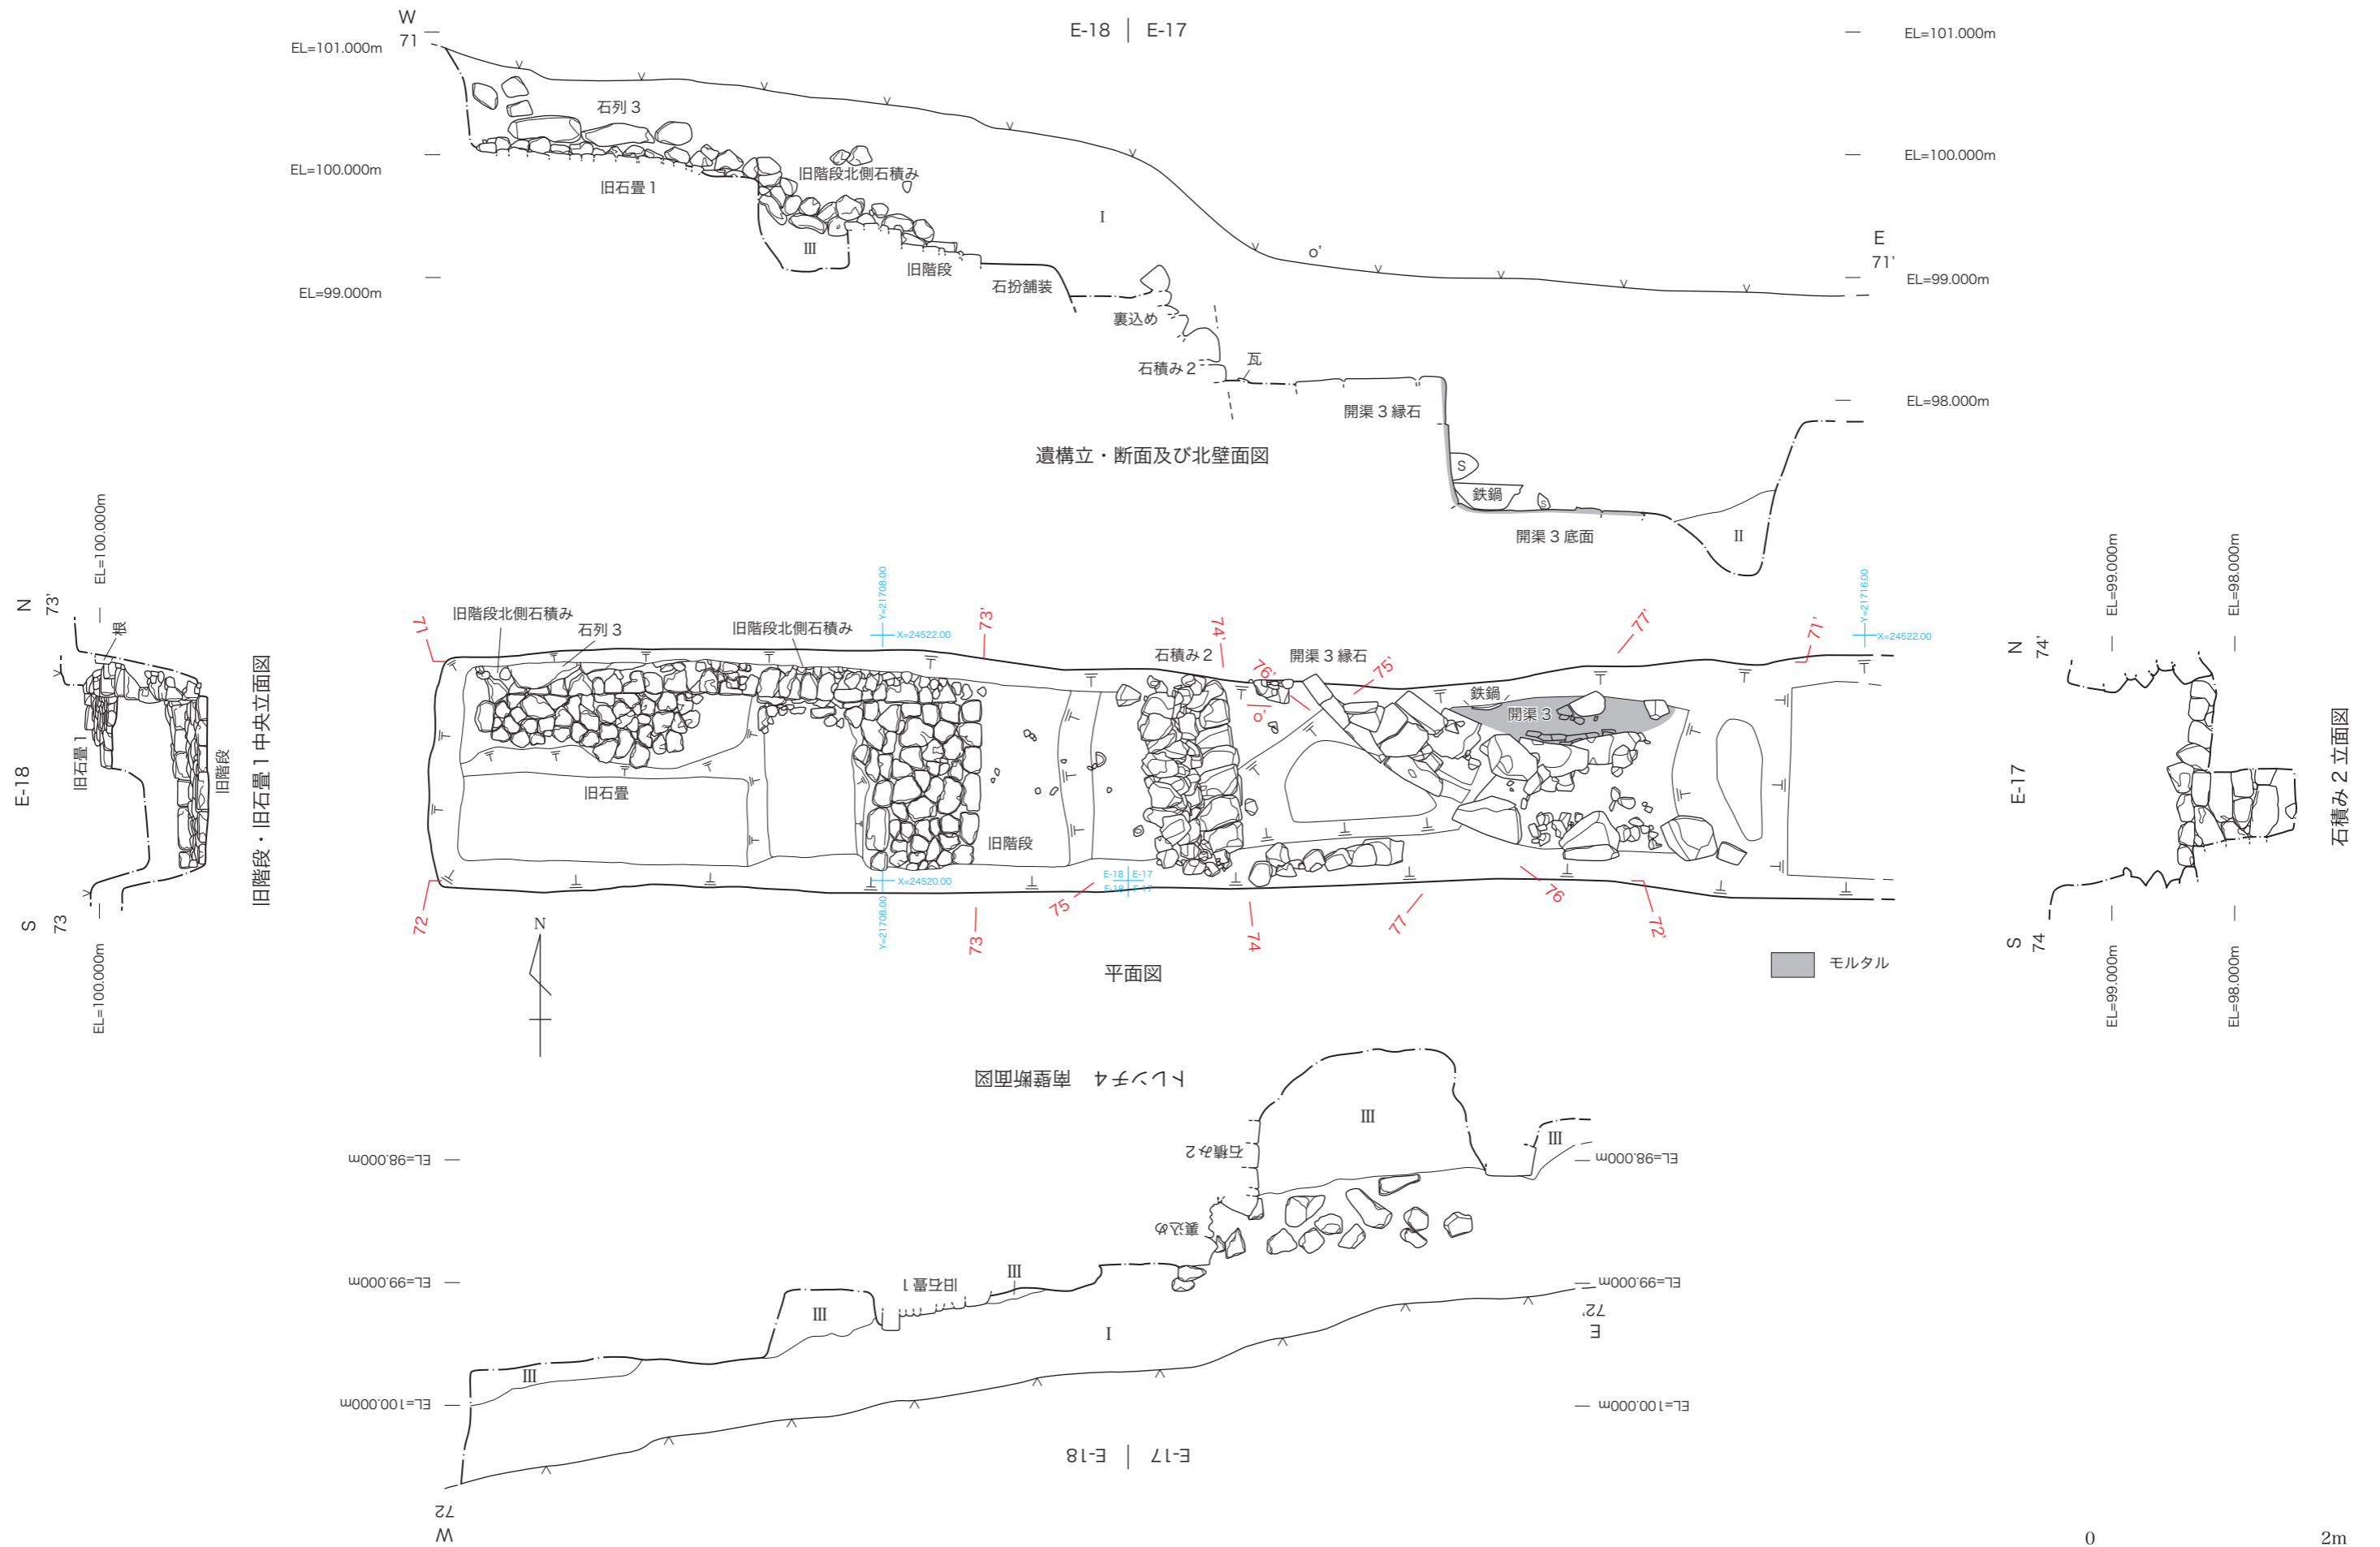 W
71
E-18 | E-17
EL=101.000m
EL=101.000m
石列 3
EL=100.000m
EL=100.000m
旧石畳 1
旧階段北側石積み
I
III
旧階段
石扮舗装
o'
E
71'
EL=99.000m
EL=99.000m
裏込め
石積み 2
瓦
EL=98.000m
開渠 3 縁石
遺構立・断面及び北壁面図
S
鉄鍋
S
開渠 3 底面
II
N
73'
EL=100.000m
根
旧石畳 1
旧階段
E-18
S
73
EL=100.000m
旧階段・旧石畳 1 中央立面図
71
旧階段北側石積み
石列 3
旧階段北側石積み
Y=21708.00
X=24522.00
73'
石積み 2
74'
76'
開渠 3 縁石
75'
o'
77'
71'
Y=21716.00
X=24522.00
鉄鍋
開渠 3
旧石畳
旧階段
72
X=24520.00
Y=21708.00
73
75
E-18 E-17
E-18 E-17
74
77
76
72'
N
平面図
モルタル
N
74'
EL=99.000m
EL=98.000m
E-17
S
74
EL=99.000m
EL=98.000m
石積み 2 立面図
トレンチ 4　南壁断面図
III
III
石積み 2
EL=98.000m
EL=98.000m
裏込め
旧石畳 1
III
EL=99.000m
EL=99.000m
III
I
72'
E
III
EL=100.000m
EL=100.000m
E-17 | E-18
72
W
0
2m